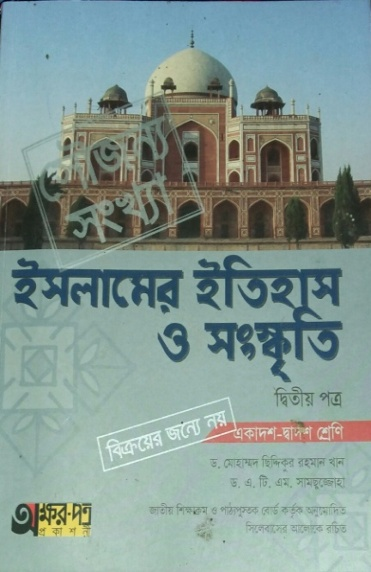 সৌজন্য
সংখ্যা
ইসলামের ইতিহাস
ও সংস্কৃতি
দ্বিতীয় পত্র
বিক্রয়ের জন্যে নয়
একাদশ-দ্বাদশ শ্রেণি
ড. মোহাম্মদ ছিদ্দিকুর রহমান খান
ড. এ. টি. এম. সামছুজ্জোহা
জাতীয় শিক্ষাক্রম ও পাঠ্যপুস্তক বোর্ড কর্তৃক অনুমোদিত
সিলেবাসের আলোকে রচিত
অক্ষর-পত্র
প্রকাশনী